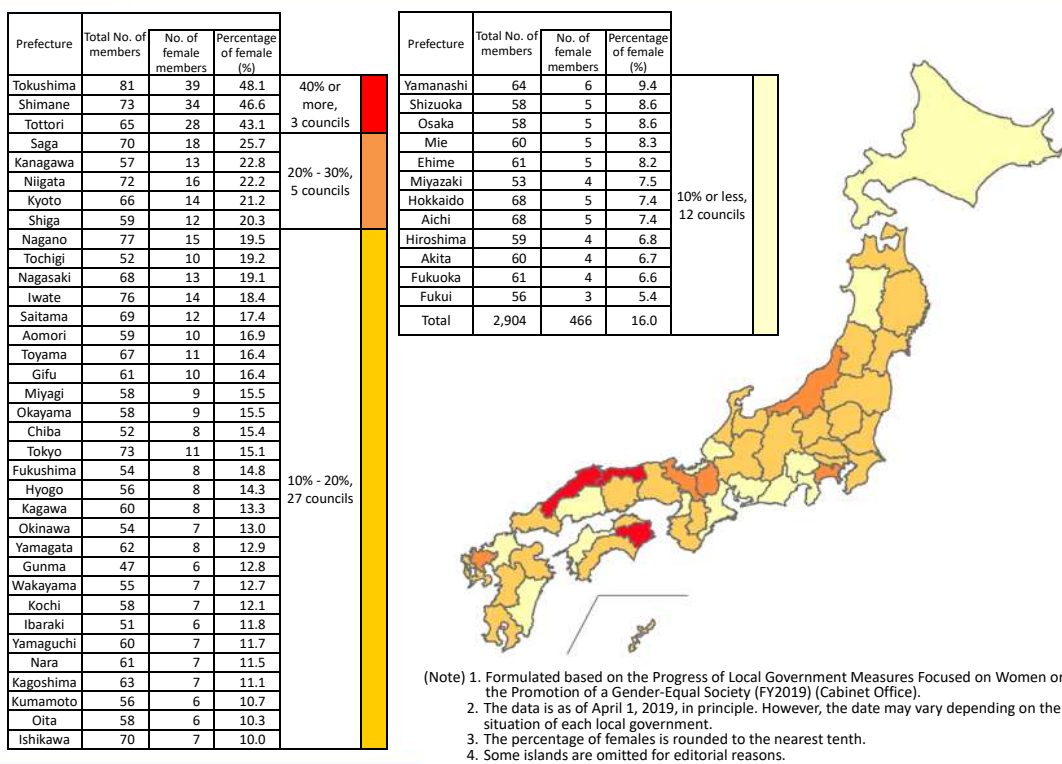 Prefecture Total No. of members No. of female members Percentage of female (%)
Tokushima 81 39 48.1
Shimane 73 34 46.6
Tottori 65 28 43.1
40% or more, 3 councils
Saga 70 18 25.7
Kanagawa 57 13 22.8
Niigata 72 16 22.2
Kyoto 66 14 21.2
Shiga 59 12 20.3
20% - 30%, 5 councils
Nagano 77 15 19.5
Tochigi 52 10 19.2
Nagasaki 68 13 19.1
Iwate 76 14 18.4
Saitama 69 12 17.4
Aomori 59 10 16.9
Toyama 67 11 16.4
Gifu 61 10 16.4
Miyagi 58 9 15.5
Okayama 58 9 15.5
Chiba 52 8 15.4
Tokyo 73 11 15.1
Fukushima 54 8 14.8
Hyogo 56 8 14.3
Kagawa 60 8 13.3
Okinawa 54 7 13.0
Yamagata 62 8 12.9
Gunma 47 6 12.8
Wakayama 55 7 12.7
Kochi 58 7 12.1
Ibaraki 51 6 11.8
Yamaguchi 60 7 11.7
Nara 61 7 11.5
Kagoshima 63 7 11.1
Kumamoto 56 6 10.7
Oita 58 6 10.3
Ishikawa 70 7 10.0
10% - 20%, 27 councils
Prefecture Total No. of members No. of female members Percentage of female (%)
Yamanashi 64 6 9.4
Shizuoka 58 5 8.6
Osaka 58 5 8.6
Mie 60 5 8.3
Ehime 61 5 8.2
Miyazaki 53 4 7.5
Hokkaido 68 5 7.4
Aichi 68 5 7.4
Hiroshima 59 4 6.8
Akita 60 4 6.7
Fukuoka 61 4 6.6
Fukui 56 3 5.4
Total 2,904 466 16.0
10% or less, 12 councils
(Note) 1. Formulated based on the Progress of Local Government Measures Focused on Women or
the Promotion of a Gender-Equal Society (FY2019) (Cabinet Office).
2. The data is as of April 1, 2019, in principle. However, the date may vary depending on the
situation of each local government.
3. The percentage of females is rounded to the nearest tenth.
4. Some islands are omitted for editorial reasons.